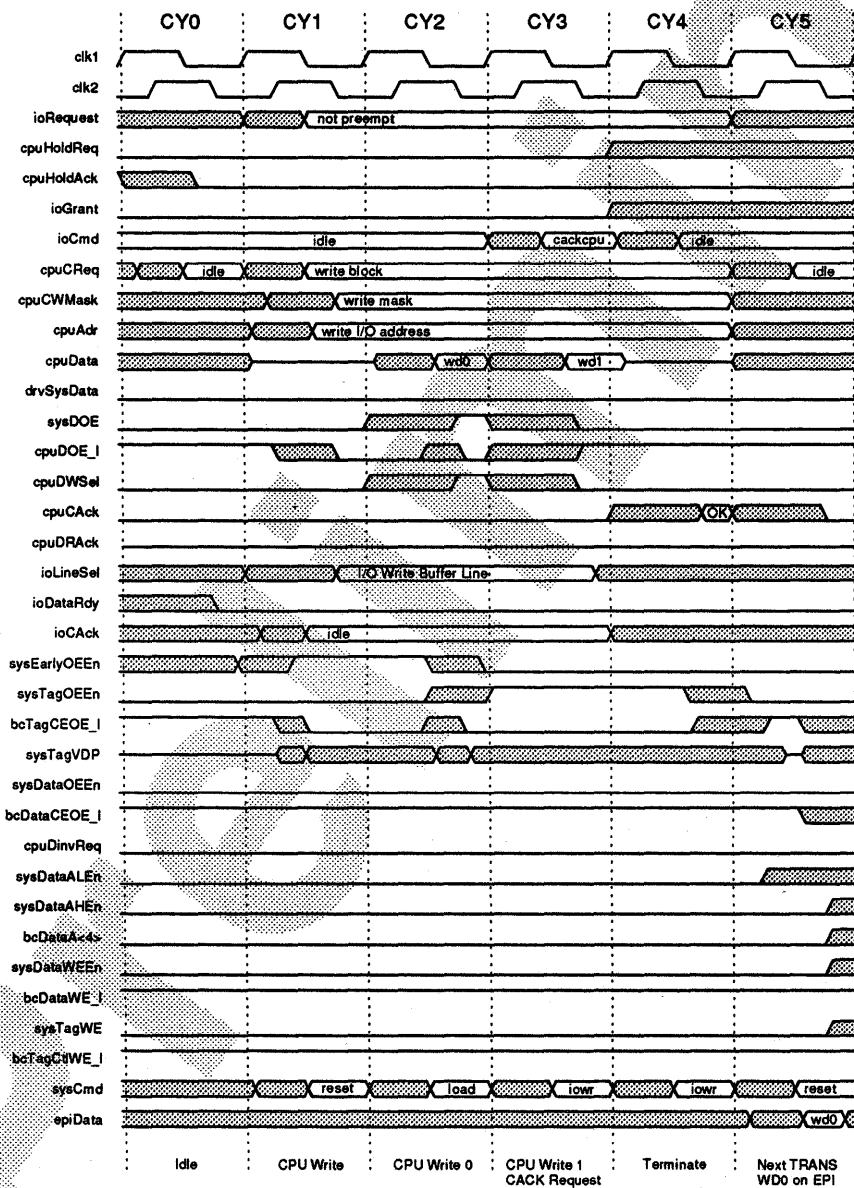 CY0 CY1 CY2 CY3 CY4 CY5
clk1
clk2
ioRequest not preempt
cpuHoldReq
cpuHoldAck
ioGrant
ioCmd idle cackcpu idle
cpuCReq idle write block idle
cpuCWMask write mask
cpuAdr write I/O address
cpuData wd0 wd1
drvSysData
sysDOE
cpuDOE_l
cpuDWSel
cpuCAck OK
cpuDRAck
ioLineSel I/O Write Buffer Line
ioDataRdy
ioCAck idle
sysEarlyOEEn
sysTagOEEn
bcTagCEOE_l
sysTagVDP
sysDataOEEn
bcDataCEOE_l
cpuDinvReq
sysDataALEn
sysDataAHEn
bcDataA<4>
sysDataWEEn
bcDataWE_l
sysTagWE
bcTagCtlWE_l
sysCmd reset load iowr iowr reset
epiData wd0
Idle CPU Write CPU Write 0 CPU Write 1 Terminate Next TRANS
CACK Request WD0 on EPI